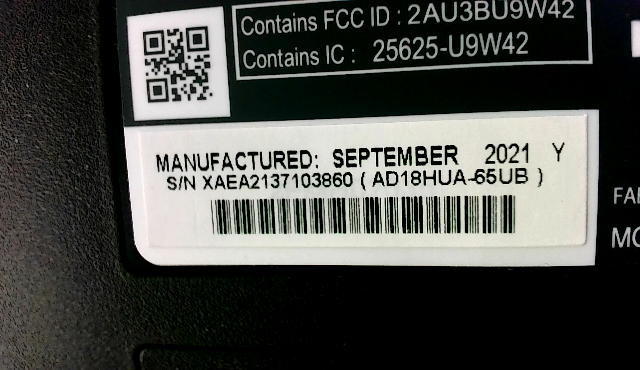 Contains FCC ID : 2AU3BU9W42
Contains IC : 25625-U9W42
MANUFACTURED: SEPTEMBER 2021 Y
S/N XAEA2137103860 ( AD18HUA-65UB )